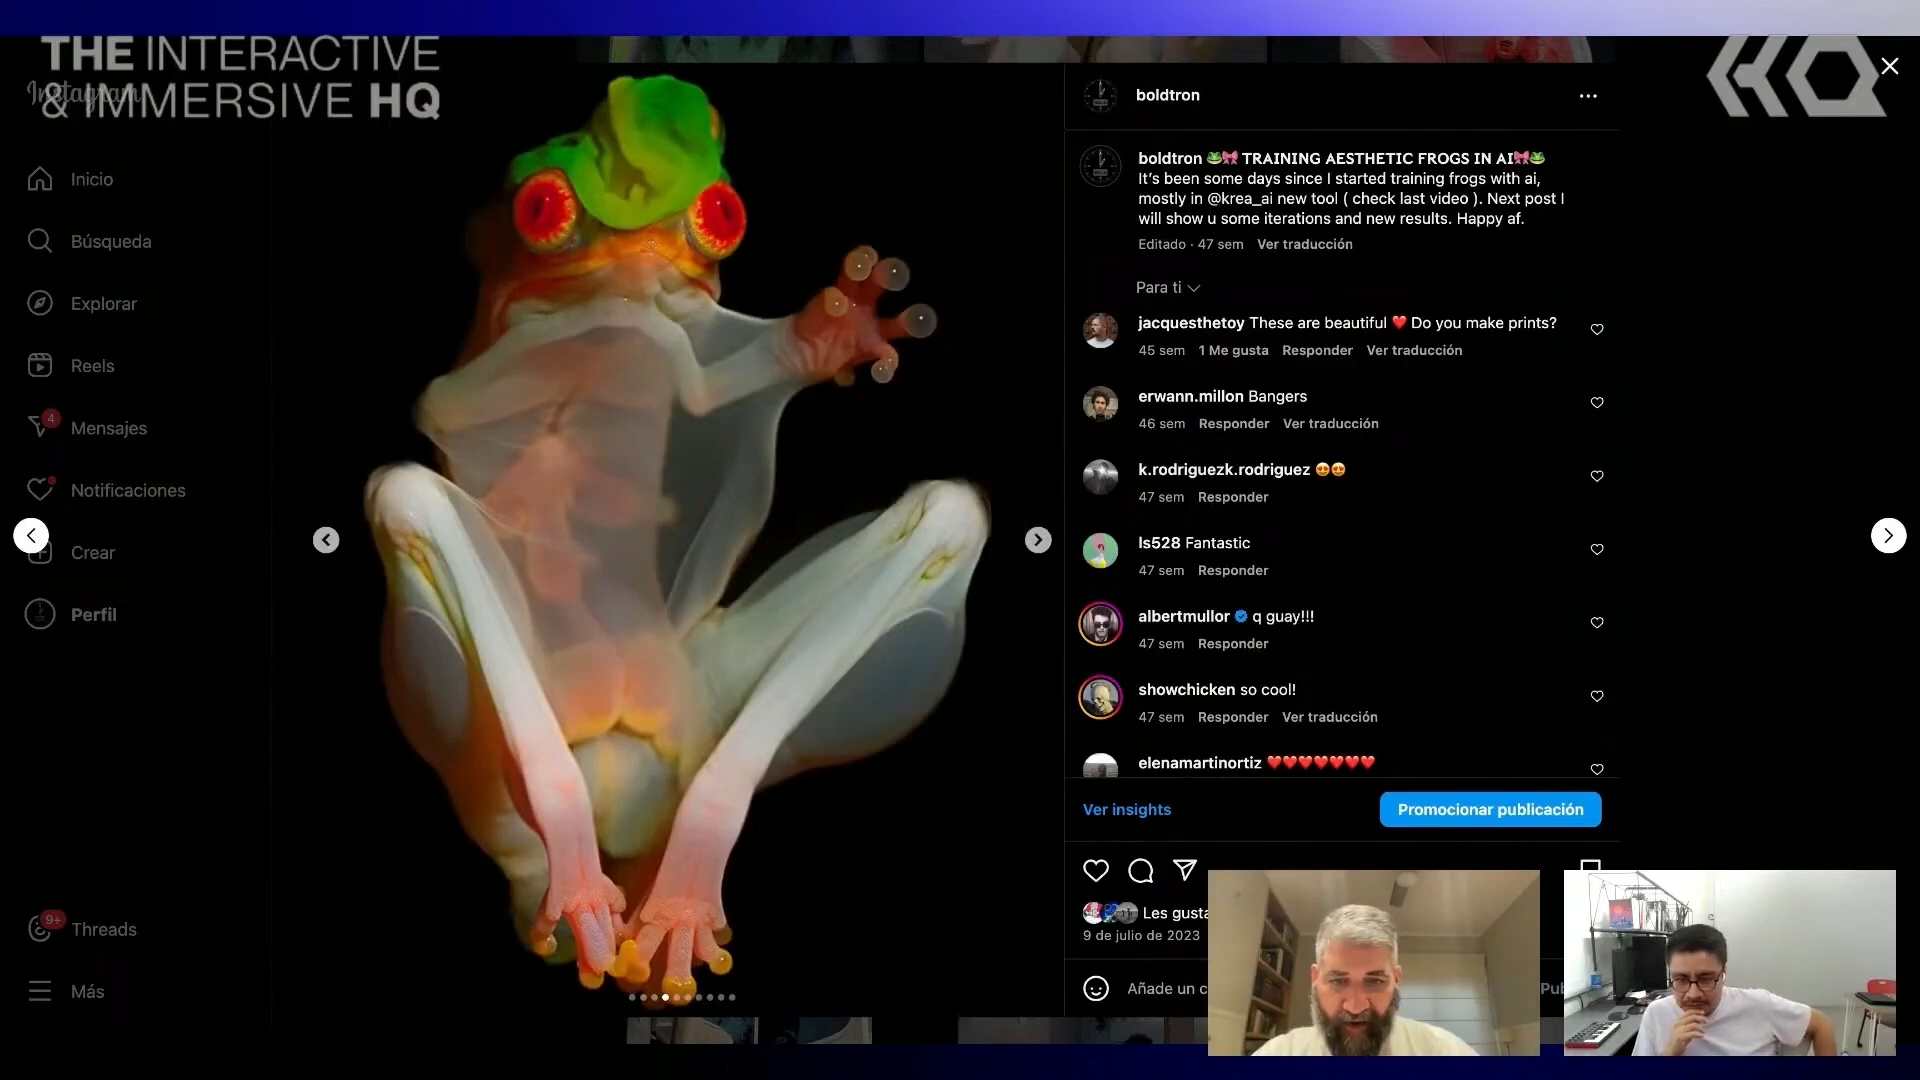 THE INTERACTIVE
& IMMERSIVE HQ
Instagram
HQ
Inicio
Búsqueda
Explorar
Reels
4
Mensajes
Notificaciones
Crear
Perfil
9+
Threads
Más
boldtron
boldtron 🐸🎀 TRAINING AESTHETIC FROGS IN AI🎀🐸
It's been some days since I started training frogs with ai,
mostly in @krea_ai new tool ( check last video ). Next post I
will show u some iterations and new results. Happy af.
Editado · 47 sem Ver traducción
Para ti
jacquesthetoy These are beautiful ❤️ Do you make prints?
45 sem 1 Me gusta Responder Ver traducción
erwann.millon Bangers
46 sem Responder Ver traducción
k.rodriguezk.rodriguez 😍😍
47 sem Responder
ls528 Fantastic
47 sem Responder
albertmullor q guay!!!
47 sem Responder
showchicken so cool!
47 sem Responder Ver traducción
elenamartinortiz ❤️❤️❤️❤️❤️❤️❤️
Ver insights
Promocionar publicación
Les gusta
9 de julio de 2023
Añade un c
Pub